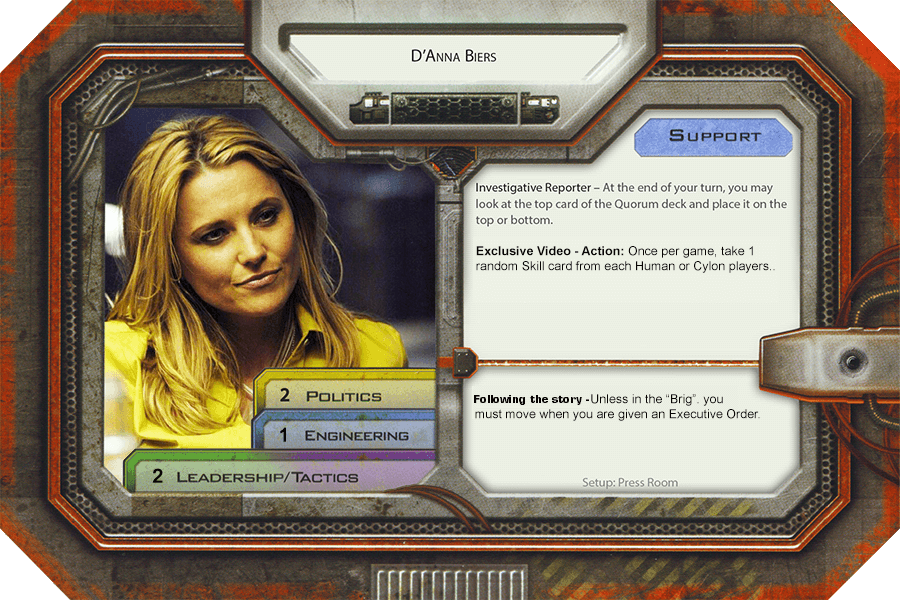 D'Anna Biers
Support
Investigative Reporter – At the end of your turn, you may
look at the top card of the Quorum deck and place it on the
top or bottom.
Exclusive Video - Action: Once per game, take 1
random Skill card from each Human or Cylon players..
2 Politics
1 Engineering
2 Leadership/Tactics
Following the story -Unless in the “Brig”. you
must move when you are given an Executive Order.
Setup: Press Room